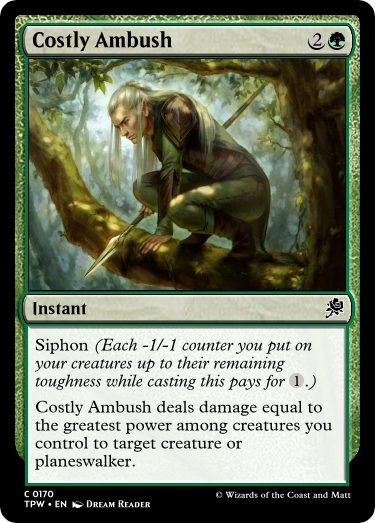 Costly Ambush 2
Instant
Siphon (Each -1/-1 counter you put on
your creatures up to their remaining
toughness while casting this pays for 1.)
Costly Ambush deals damage equal to
the greatest power among creatures you
control to target creature or
planeswalker.
C 0170
TPW • EN Dream Reader
© Wizards of the Coast and Matt